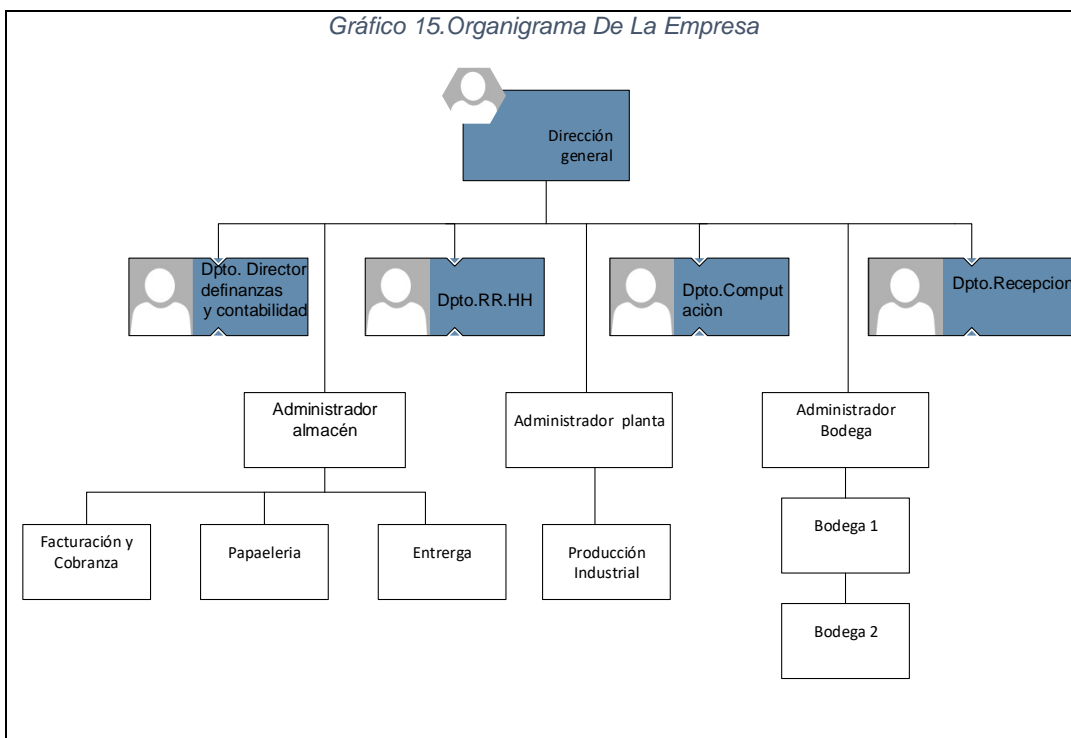 Gráfico 15.Organigrama De La Empresa
Dirección
general
Dpto. Director
definanzas
y contabilidad
Dpto.RR.HH
Dpto.Comput
aciòn
Dpto.Recepcion
Administrador
almacén
Administrador planta
Administrador
Bodega
Facturación y
Cobranza
Papaeleria
Entrerga
Producción
Industrial
Bodega 1
Bodega 2